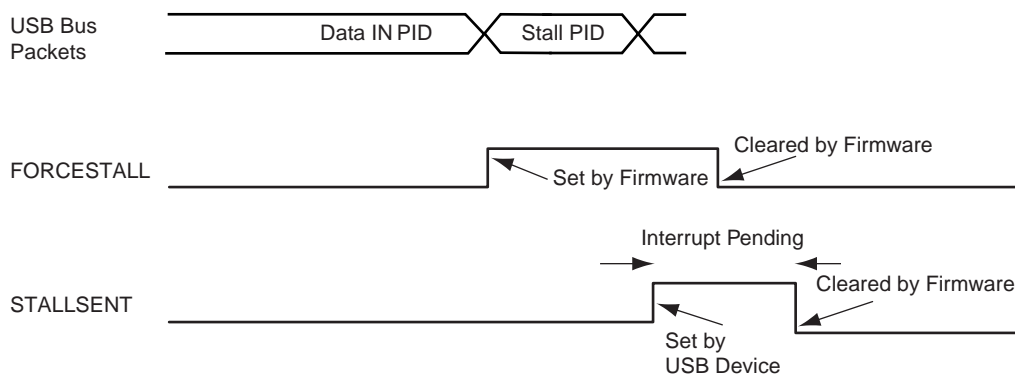 USB Bus
Packets
Data IN PID
Stall PID
FORCESTALL
Set by Firmware
Cleared by Firmware
Interrupt Pending
STALLSENT
Set by
USB Device
Cleared by Firmware